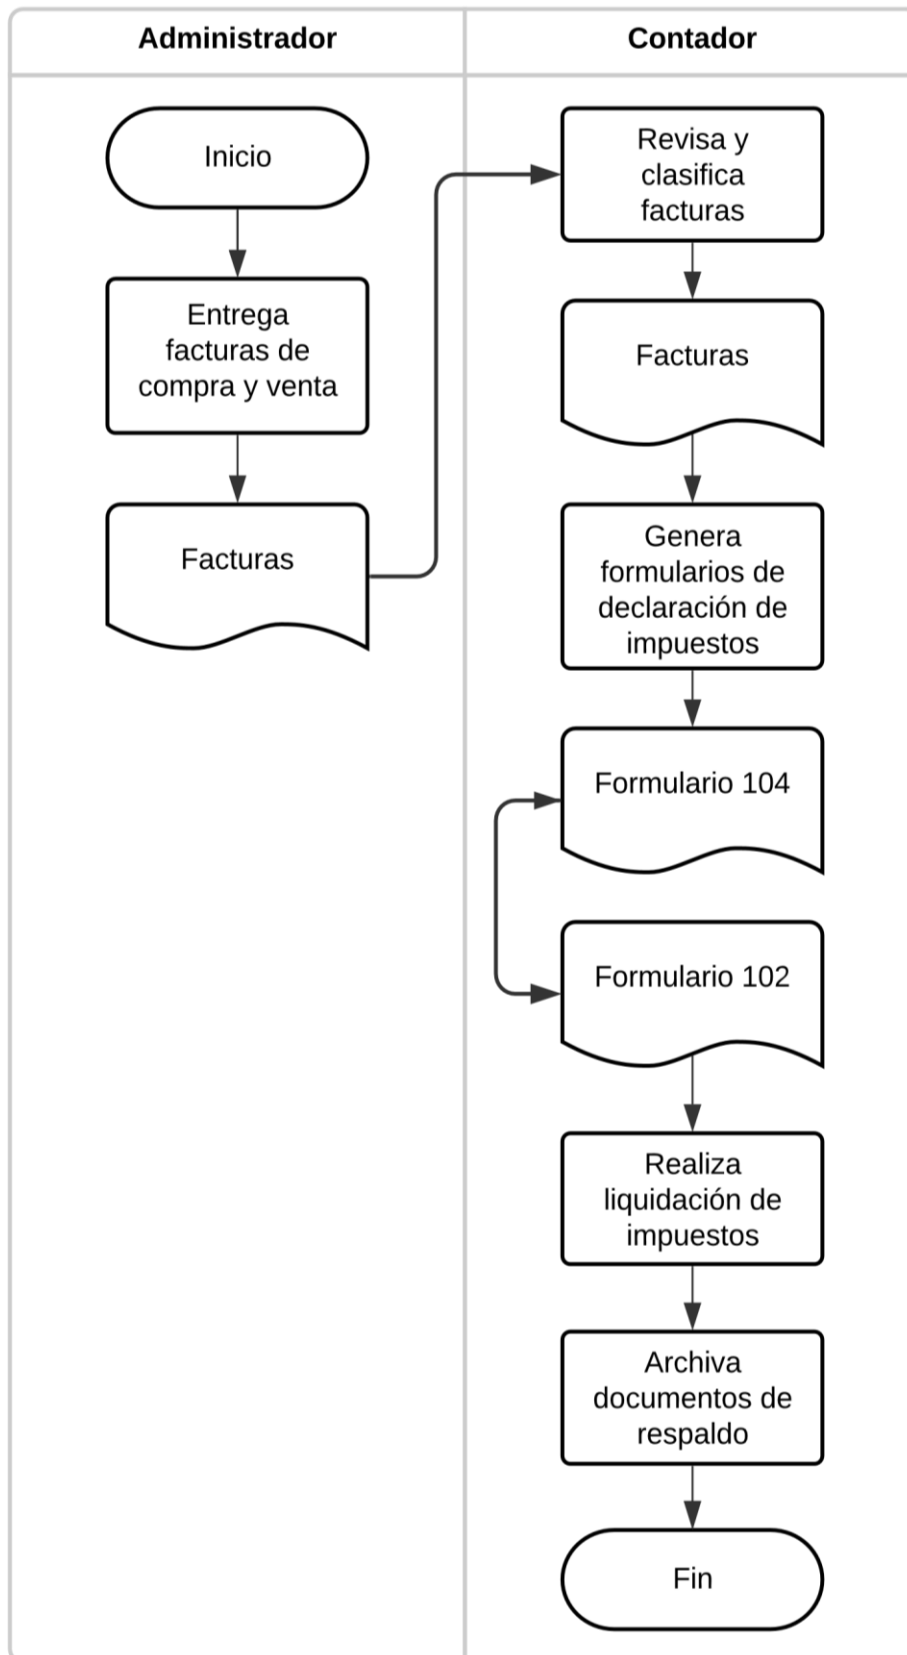 Administrador
Contador
Inicio
Entrega
facturas de
compra y venta
Facturas
Revisa y
clasifica
facturas
Facturas
Genera
formularios de
declaración de
impuestos
Formulario 104
Formulario 102
Realiza
liquidación de
impuestos
Archiva
documentos de
respaldo
Fin